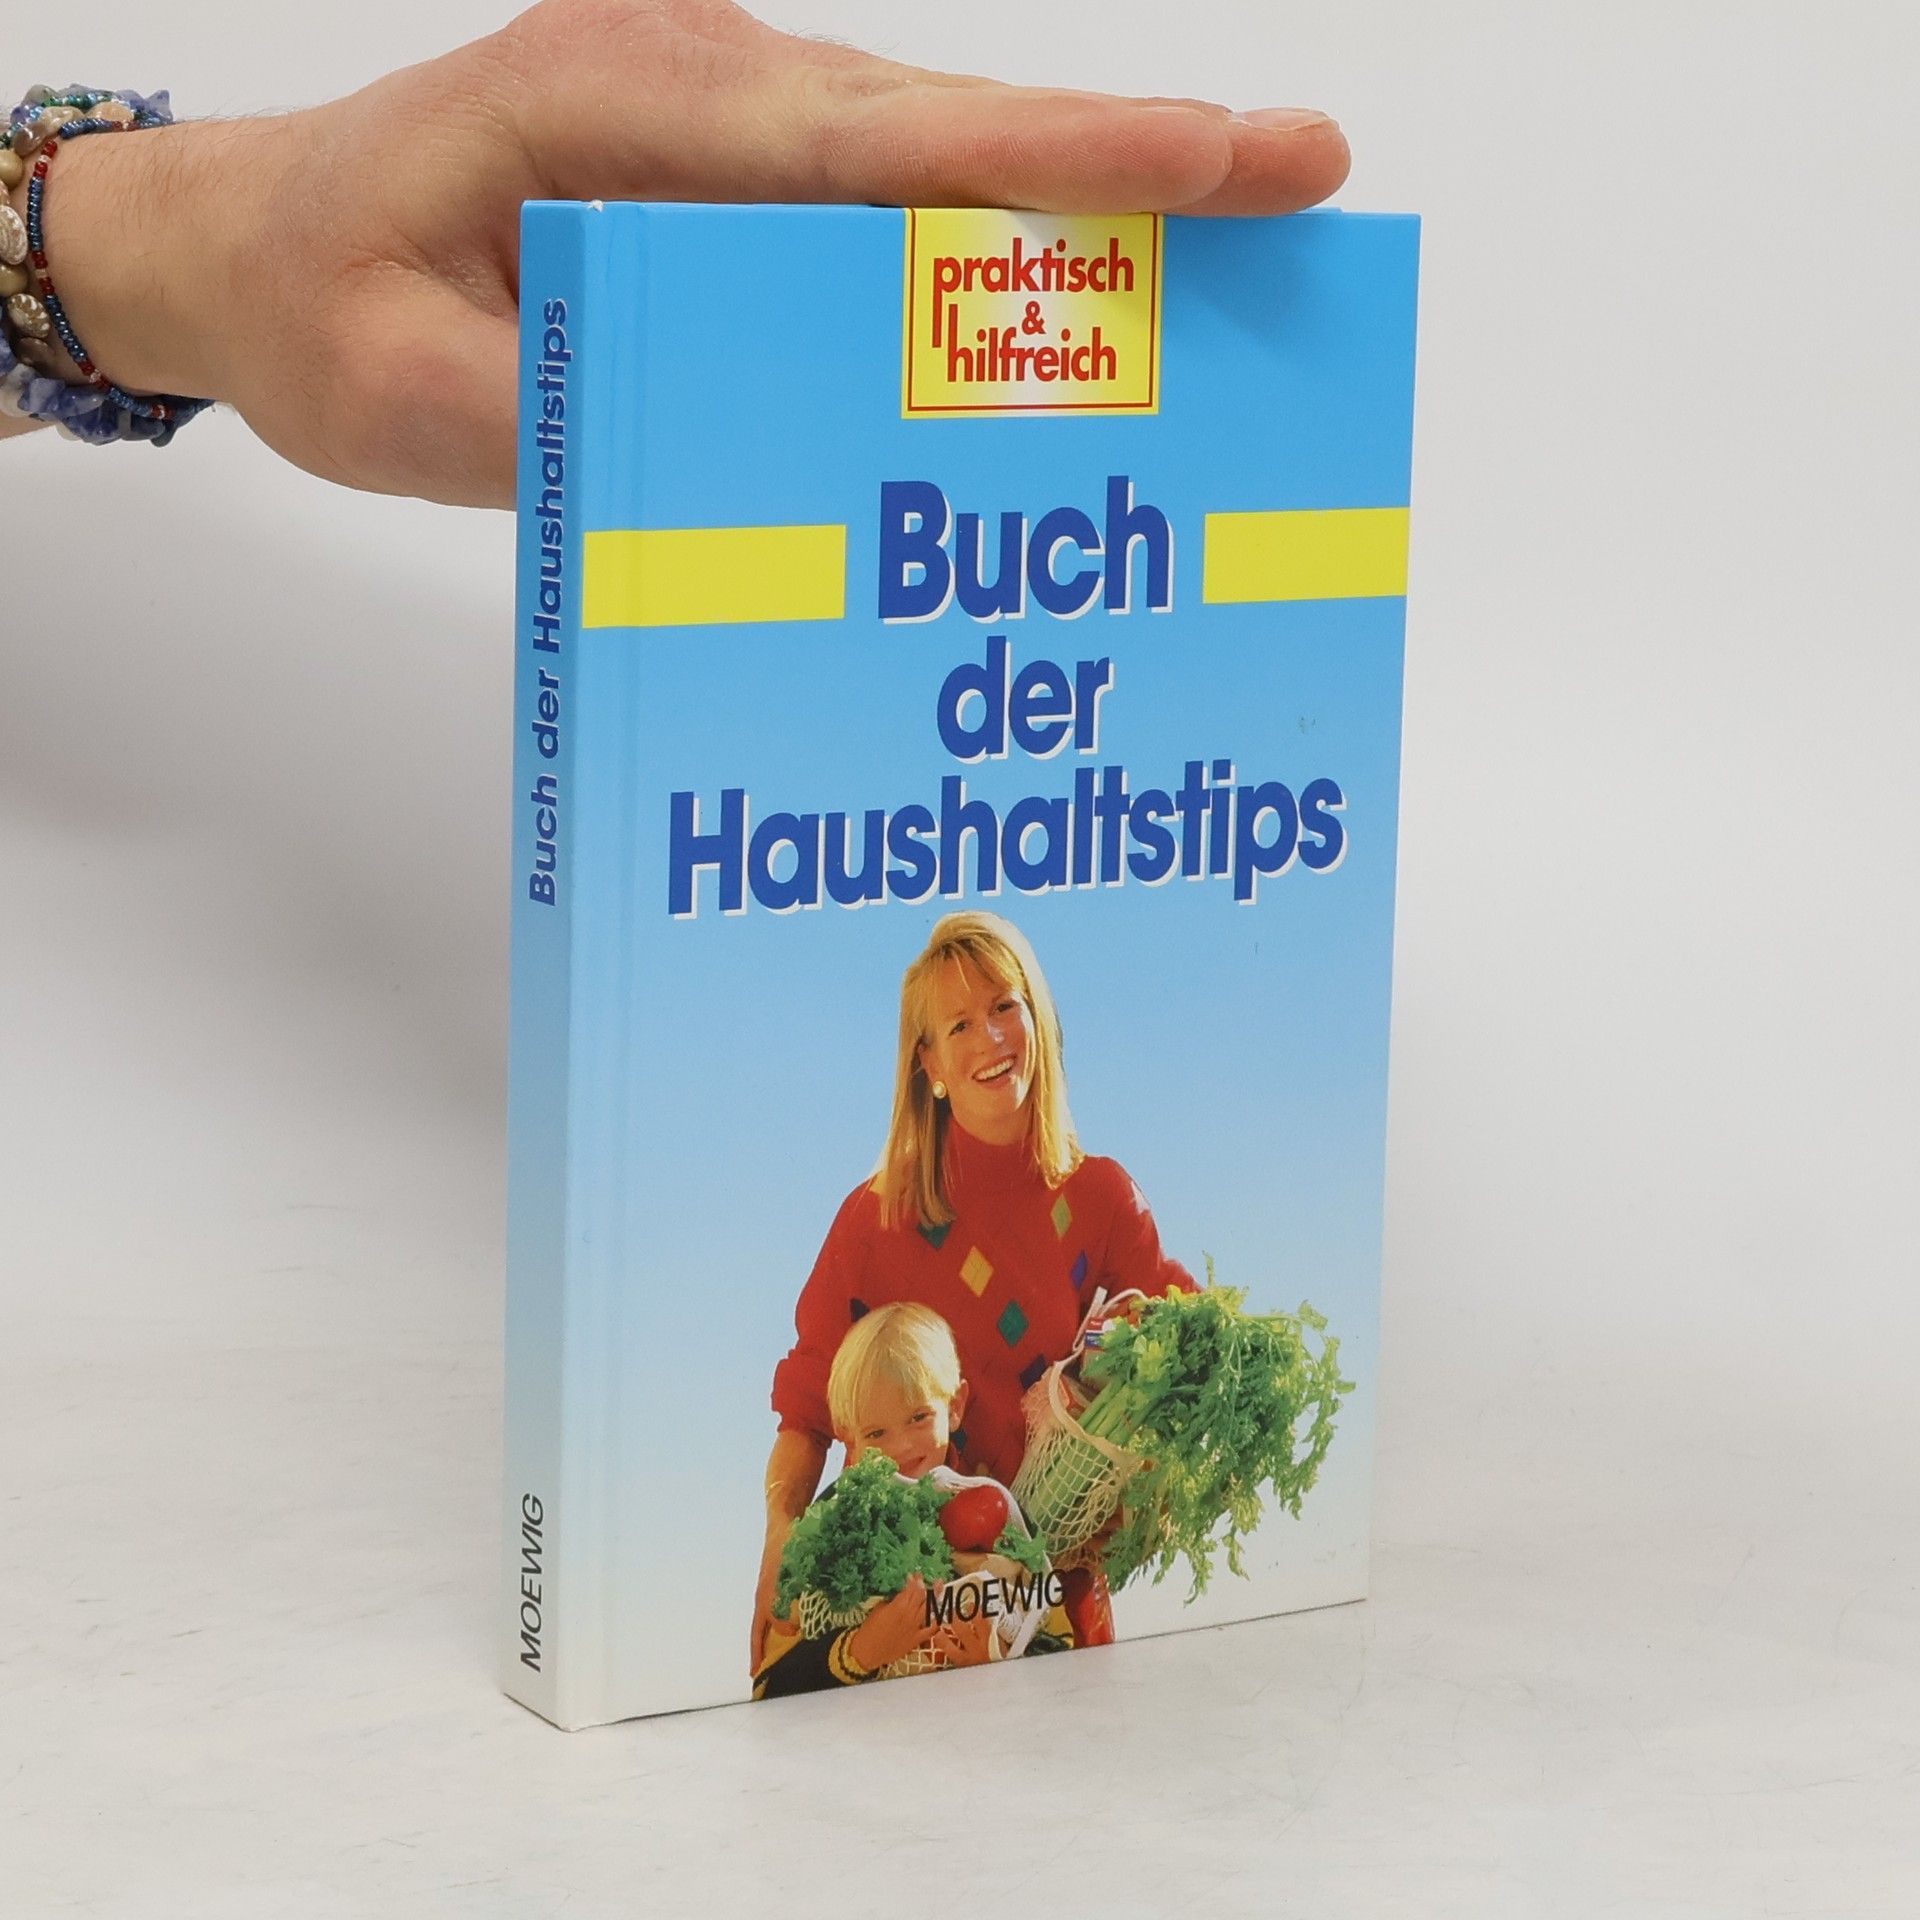 praktisch
&
hilfreich
Buch
der
Haushaltstips
MOEWIG
Buch der Haushaltstips
MOEWIG